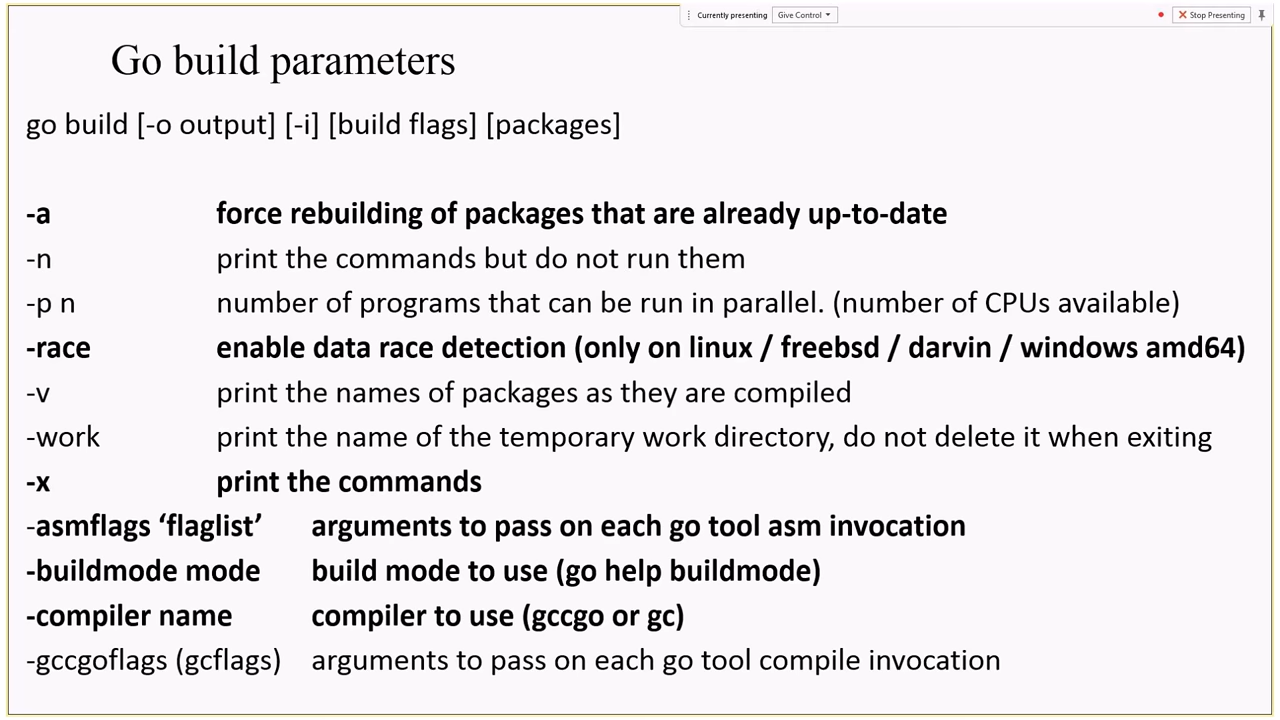 Currently presenting Give Control Stop Presenting
Go build parameters
go build [-o output] [-i] [build flags] [packages]
-a force rebuilding of packages that are already up-to-date
-n print the commands but do not run them
-p n number of programs that can be run in parallel. (number of CPUs available)
-race enable data race detection (only on linux / freebsd / darvin / windows amd64)
-v print the names of packages as they are compiled
-work print the name of the temporary work directory, do not delete it when exiting
-x print the commands
-asmflags ‘flaglist’ arguments to pass on each go tool asm invocation
-buildmode mode build mode to use (go help buildmode)
-compiler name compiler to use (gccgo or gc)
-gccgoflags (gcflags) arguments to pass on each go tool compile invocation